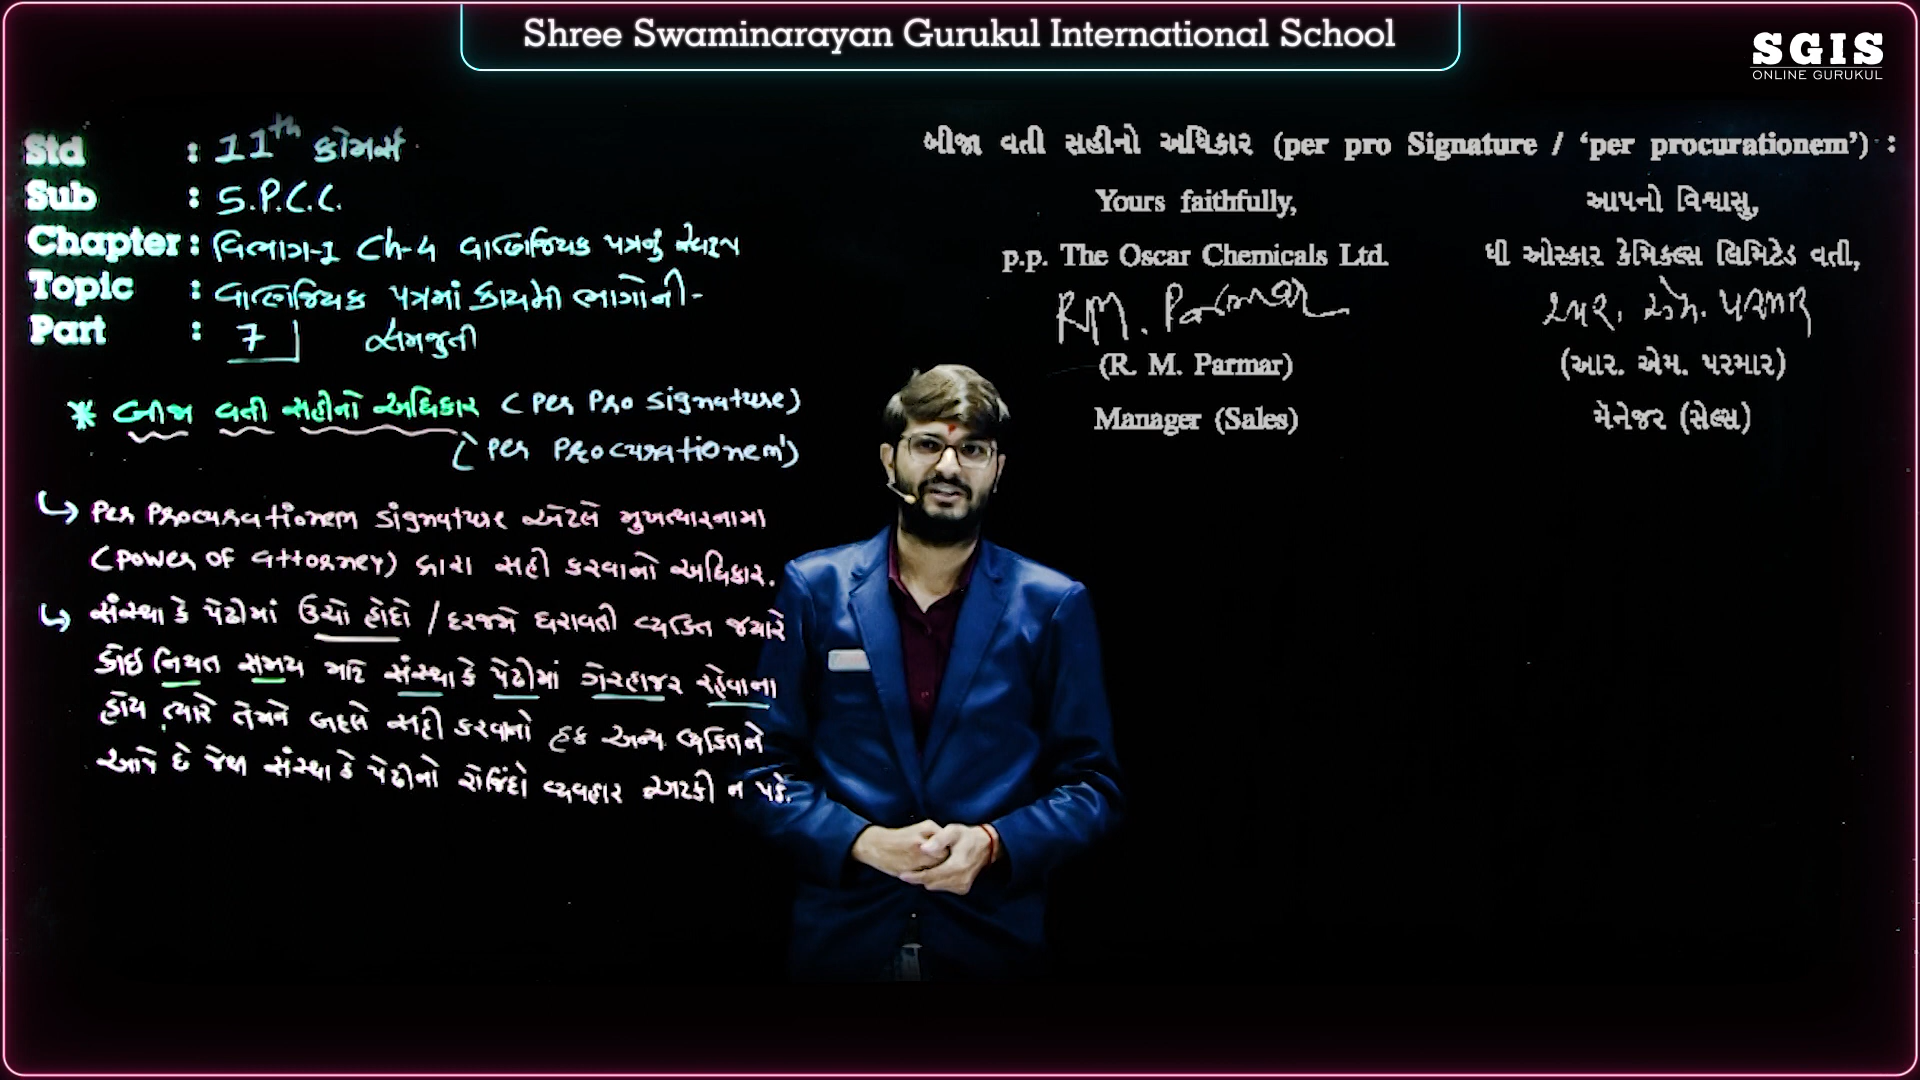 Shree Swaminarayan Gurukul International School
SGIS
ONLINE GURUKUL
Std : 11th કોમર્સ
Sub : S.P.C.C.
Chapter : વિભાગ-1 Ch-4 વાણિજ્યિક પત્રનું સ્વરૂપ
Topic : વાણિજ્યિક પત્રમાં કાયમી ભાગોની-
Part : 7 સમજુતી
* બીજા વતી સહીનો અધિકાર (Per Pro Signature)
('Per Procurationem')
↳ Per Procurationem Signature એટલે મુખત્યારનામા
(Power of Attorney) દ્વારા સહી કરવાનો અધિકાર.
↳ સંસ્થા કે પેઢીમાં ઉંચો હોદ્દો / દરજ્જો ધરાવતી વ્યક્તિ જ્યારે
કોઈ નિયત સમય માટે સંસ્થા કે પેઢીમાં ગેરહાજર રહેવાના
હોય ત્યારે તેમને બદલે સહી કરવાનો હક અન્ય વ્યક્તિને
આપે છે જેથી સંસ્થા કે પેઢીનો રોજિંદો વ્યવહાર અટકી ન પડે.
બીજા વતી સહીનો અધિકાર (per pro Signature / ‘per procurationem’) :
Yours faithfully,
p.p. The Oscar Chemicals Ltd.
RM. Parmar
(R. M. Parmar)
Manager (Sales)
આપનો વિશ્વાસુ,
ધી ઓસ્કાર કેમિકલ્સ લિમિટેડ વતી,
આર. એમ. પરમાર
(આર. એમ. પરમાર)
મૅનેજર (સેલ્સ)